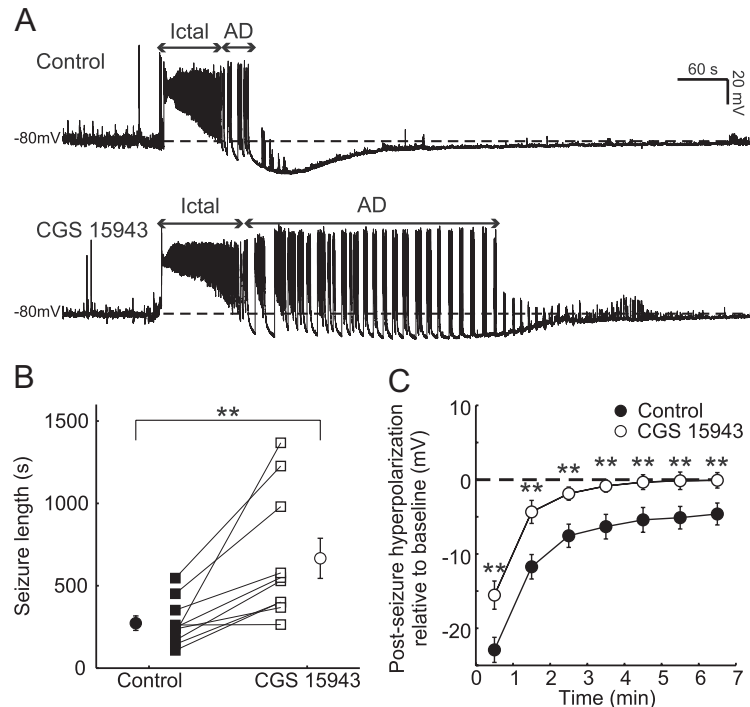 A
Ictal AD
Control
60 s
20 mV
-80mV
Ictal AD
CGS 15943
-80mV
B
Seizure length (s)
1500
1000
500
0
**
Control CGS 15943
C
Post-seizure hyperpolarization
relative to baseline (mV)
10
0
-10
-20
Control
CGS 15943
** ** ** ** ** ** **
0 1 2 3 4 5 6 7
Time (min)